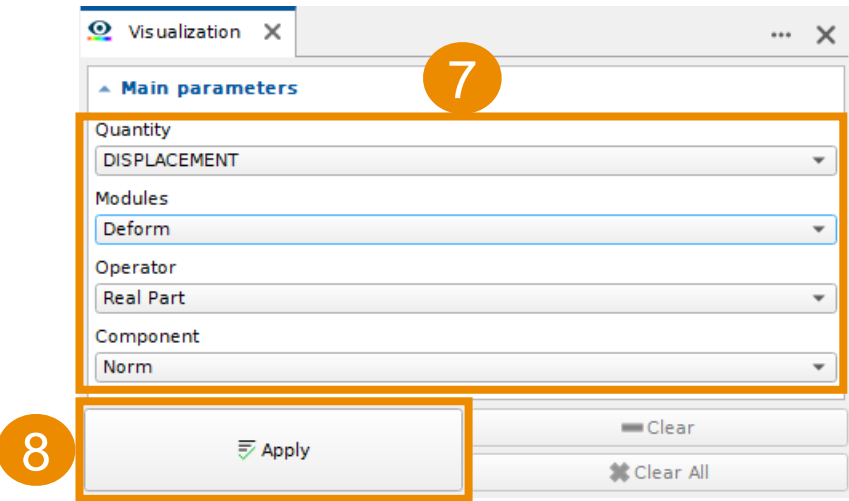 Visualization
Main parameters
7
Quantity
DISPLACEMENT
Modules
Deform
Operator
Real Part
Component
Norm
8
Apply
Clear
Clear All